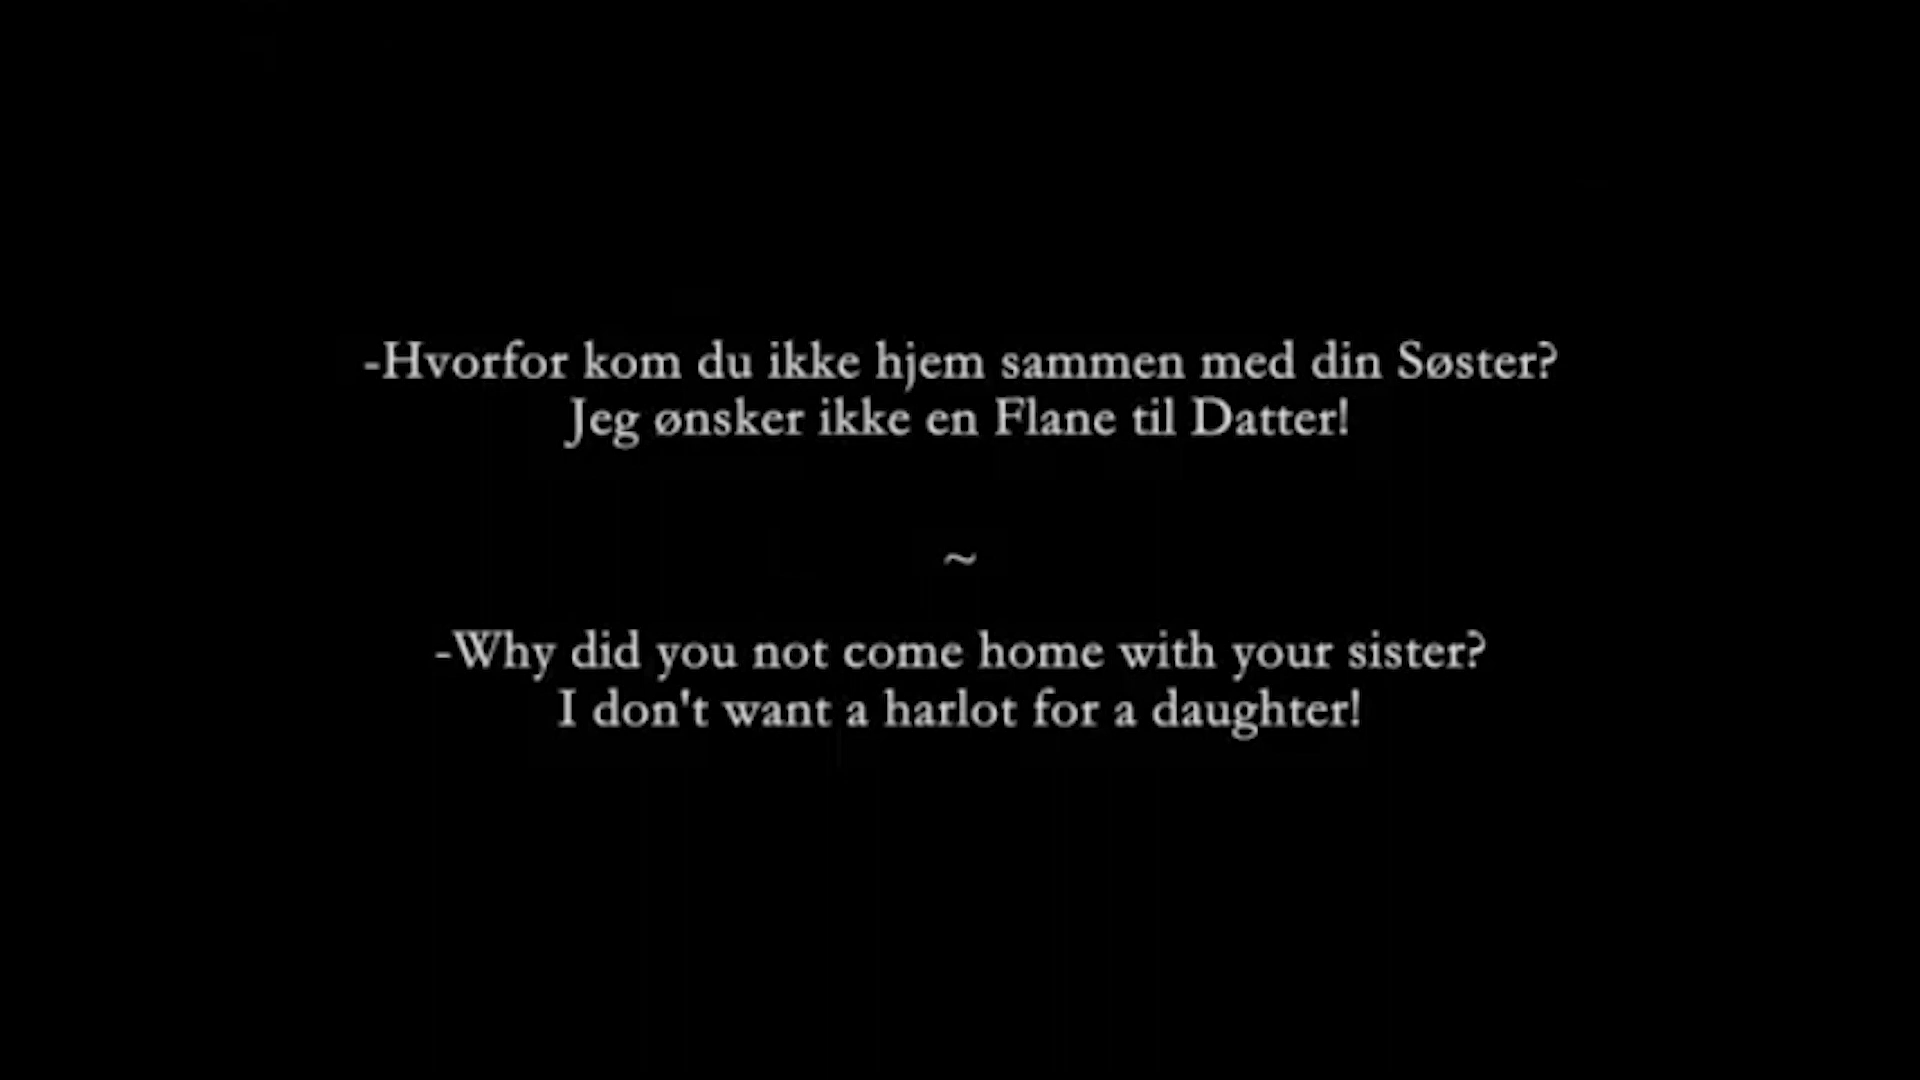 -Hvorfor kom du ikke hjem sammen med din Søster?
Jeg ønsker ikke en Flane til Datter!
~
-Why did you not come home with your sister?
I don't want a harlot for a daughter!